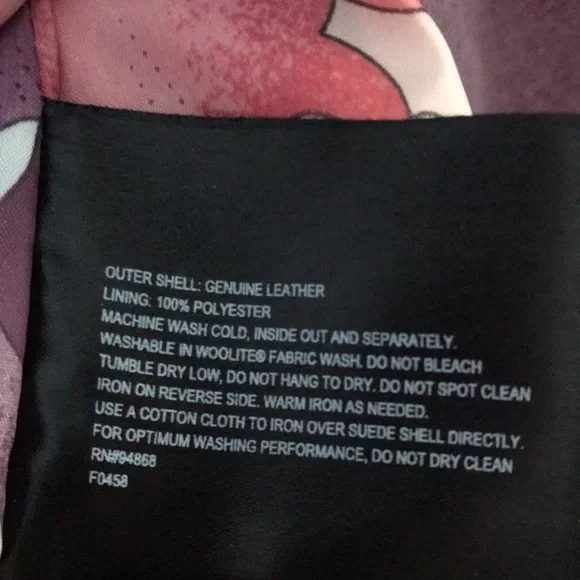 OUTER SHELL: GENUINE LEATHER
LINING: 100% POLYESTER
MACHINE WASH COLD, INSIDE OUT AND SEPARATELY.
WASHABLE IN WOOLITE® FABRIC WASH. DO NOT BLEACH
TUMBLE DRY LOW, DO NOT HANG TO DRY. DO NOT SPOT CLEAN
IRON ON REVERSE SIDE. WARM IRON AS NEEDED.
USE A COTTON CLOTH TO IRON OVER SUEDE SHELL DIRECTLY.
FOR OPTIMUM WASHING PERFORMANCE, DO NOT DRY CLEAN
RN#94868
F0458